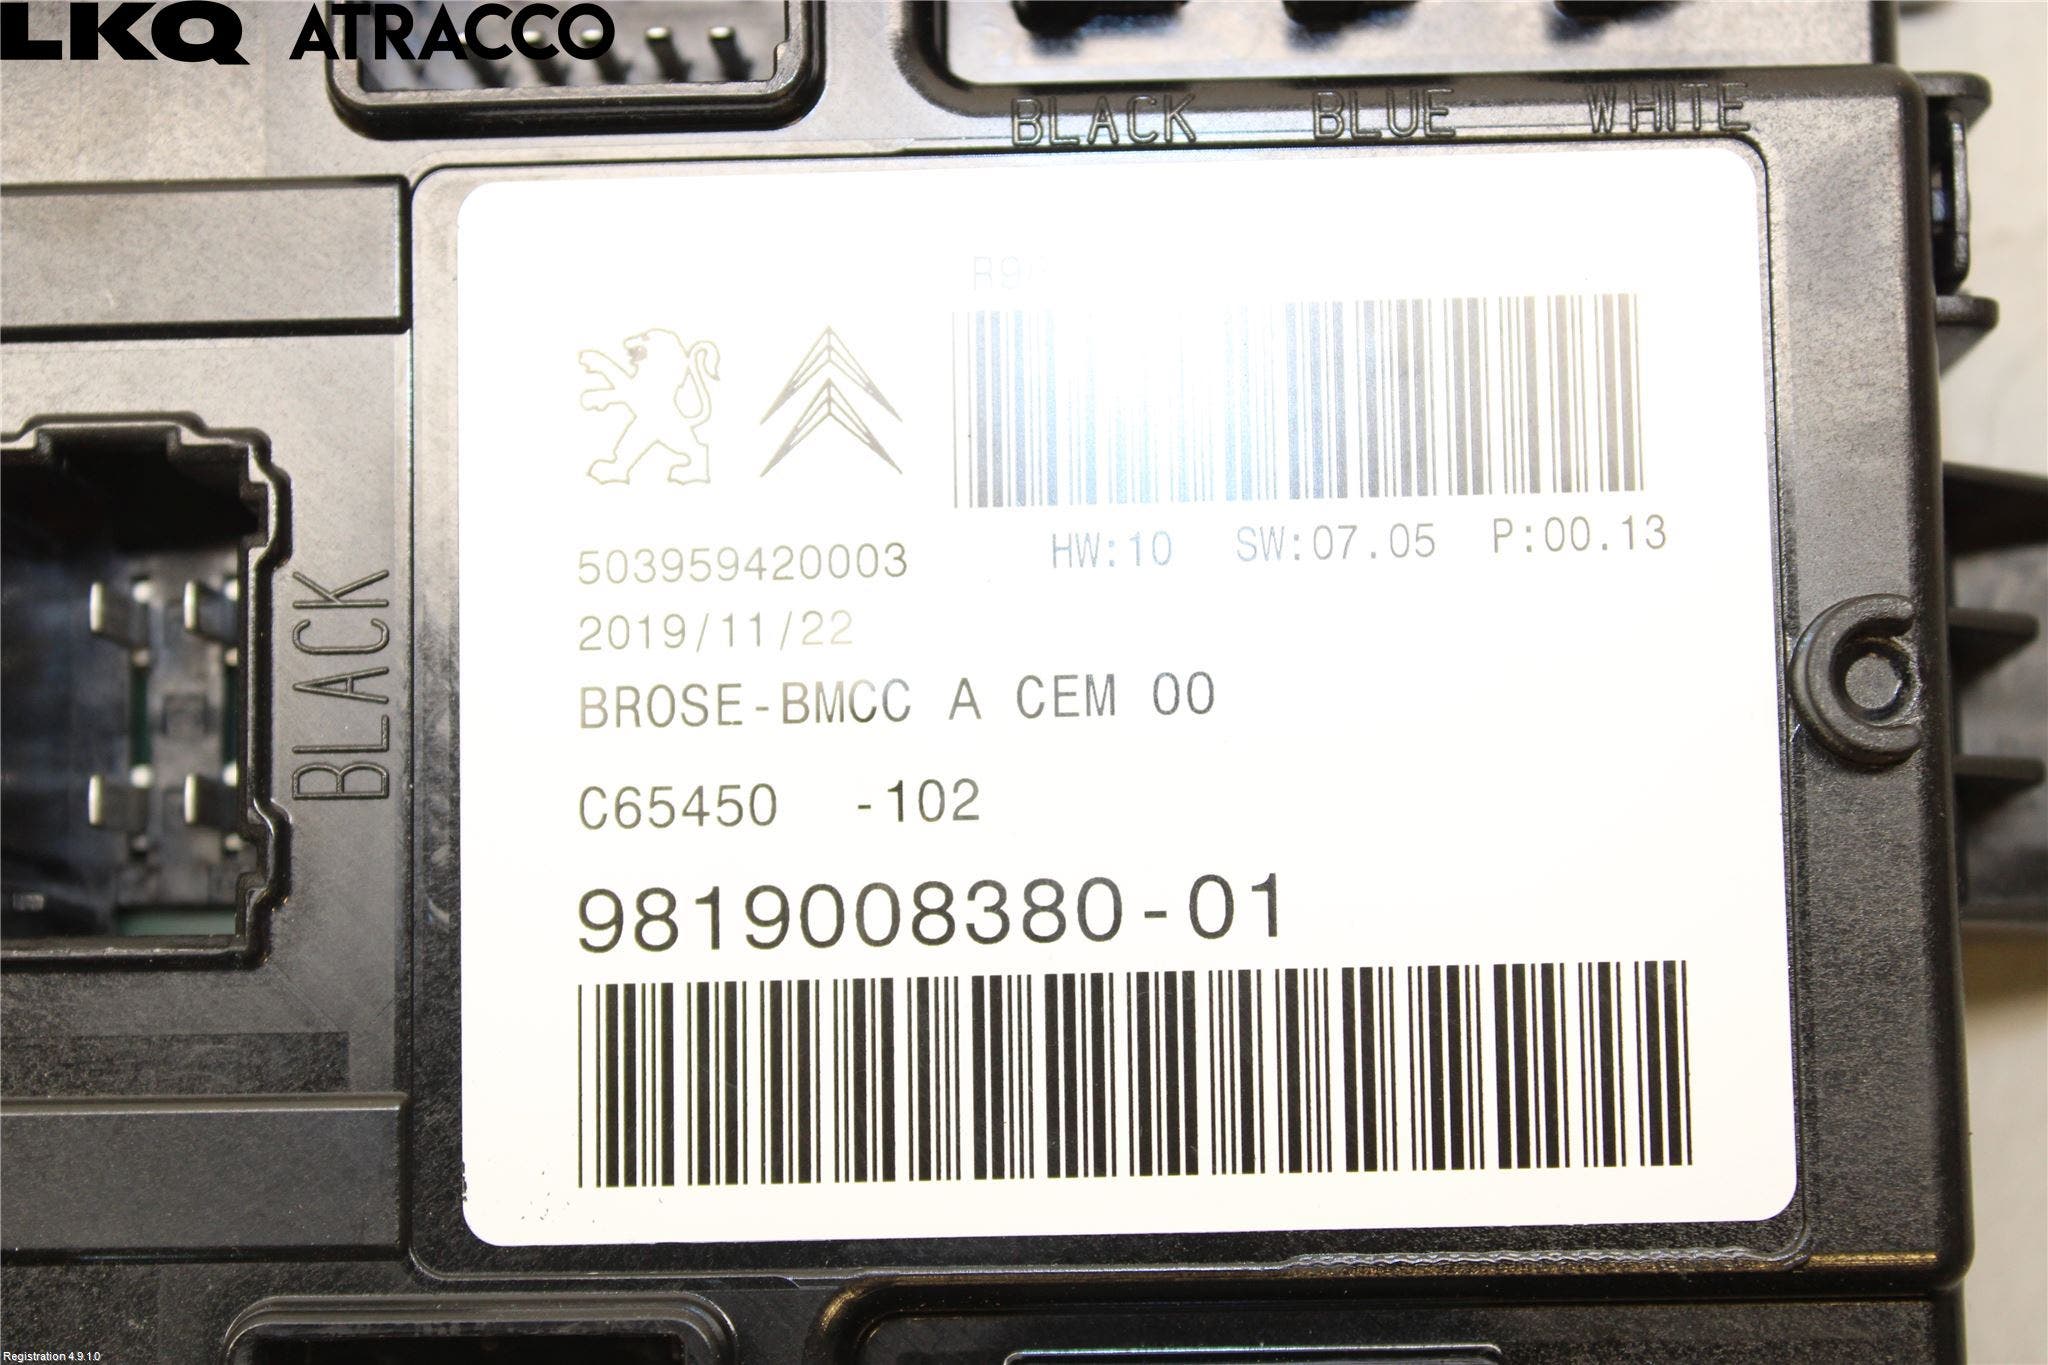 LKQ ATRACCO
BLACK BLUE WHITE
BLACK
503959420003 HW:10 SW:07.05 P:00.13
2019/11/22
BROSE-BMCC A CEM 00
C65450 -102
9819008380-01
Registration 4.9.1.0